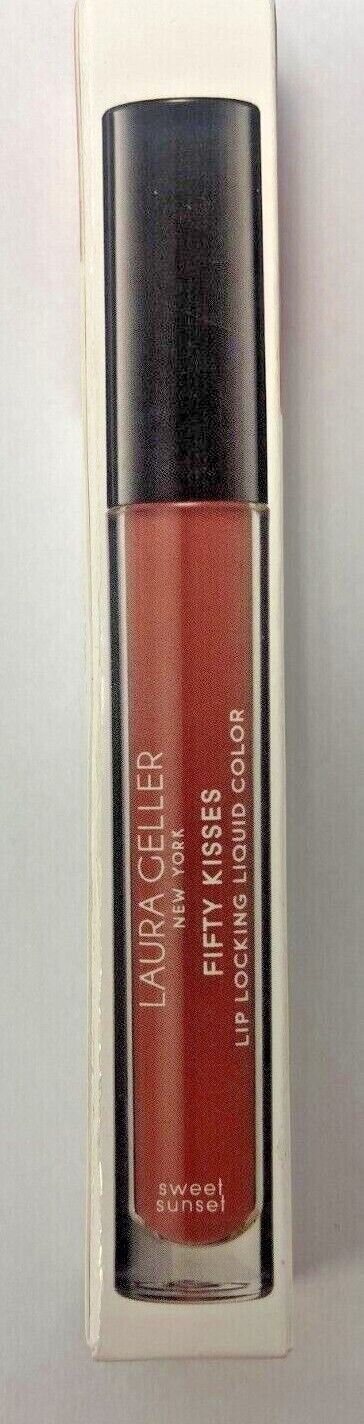 LAURA GELLER
NEW YORK
FIFTY KISSES
LIP LOCKING LIQUID COLOR
sweet
sunset